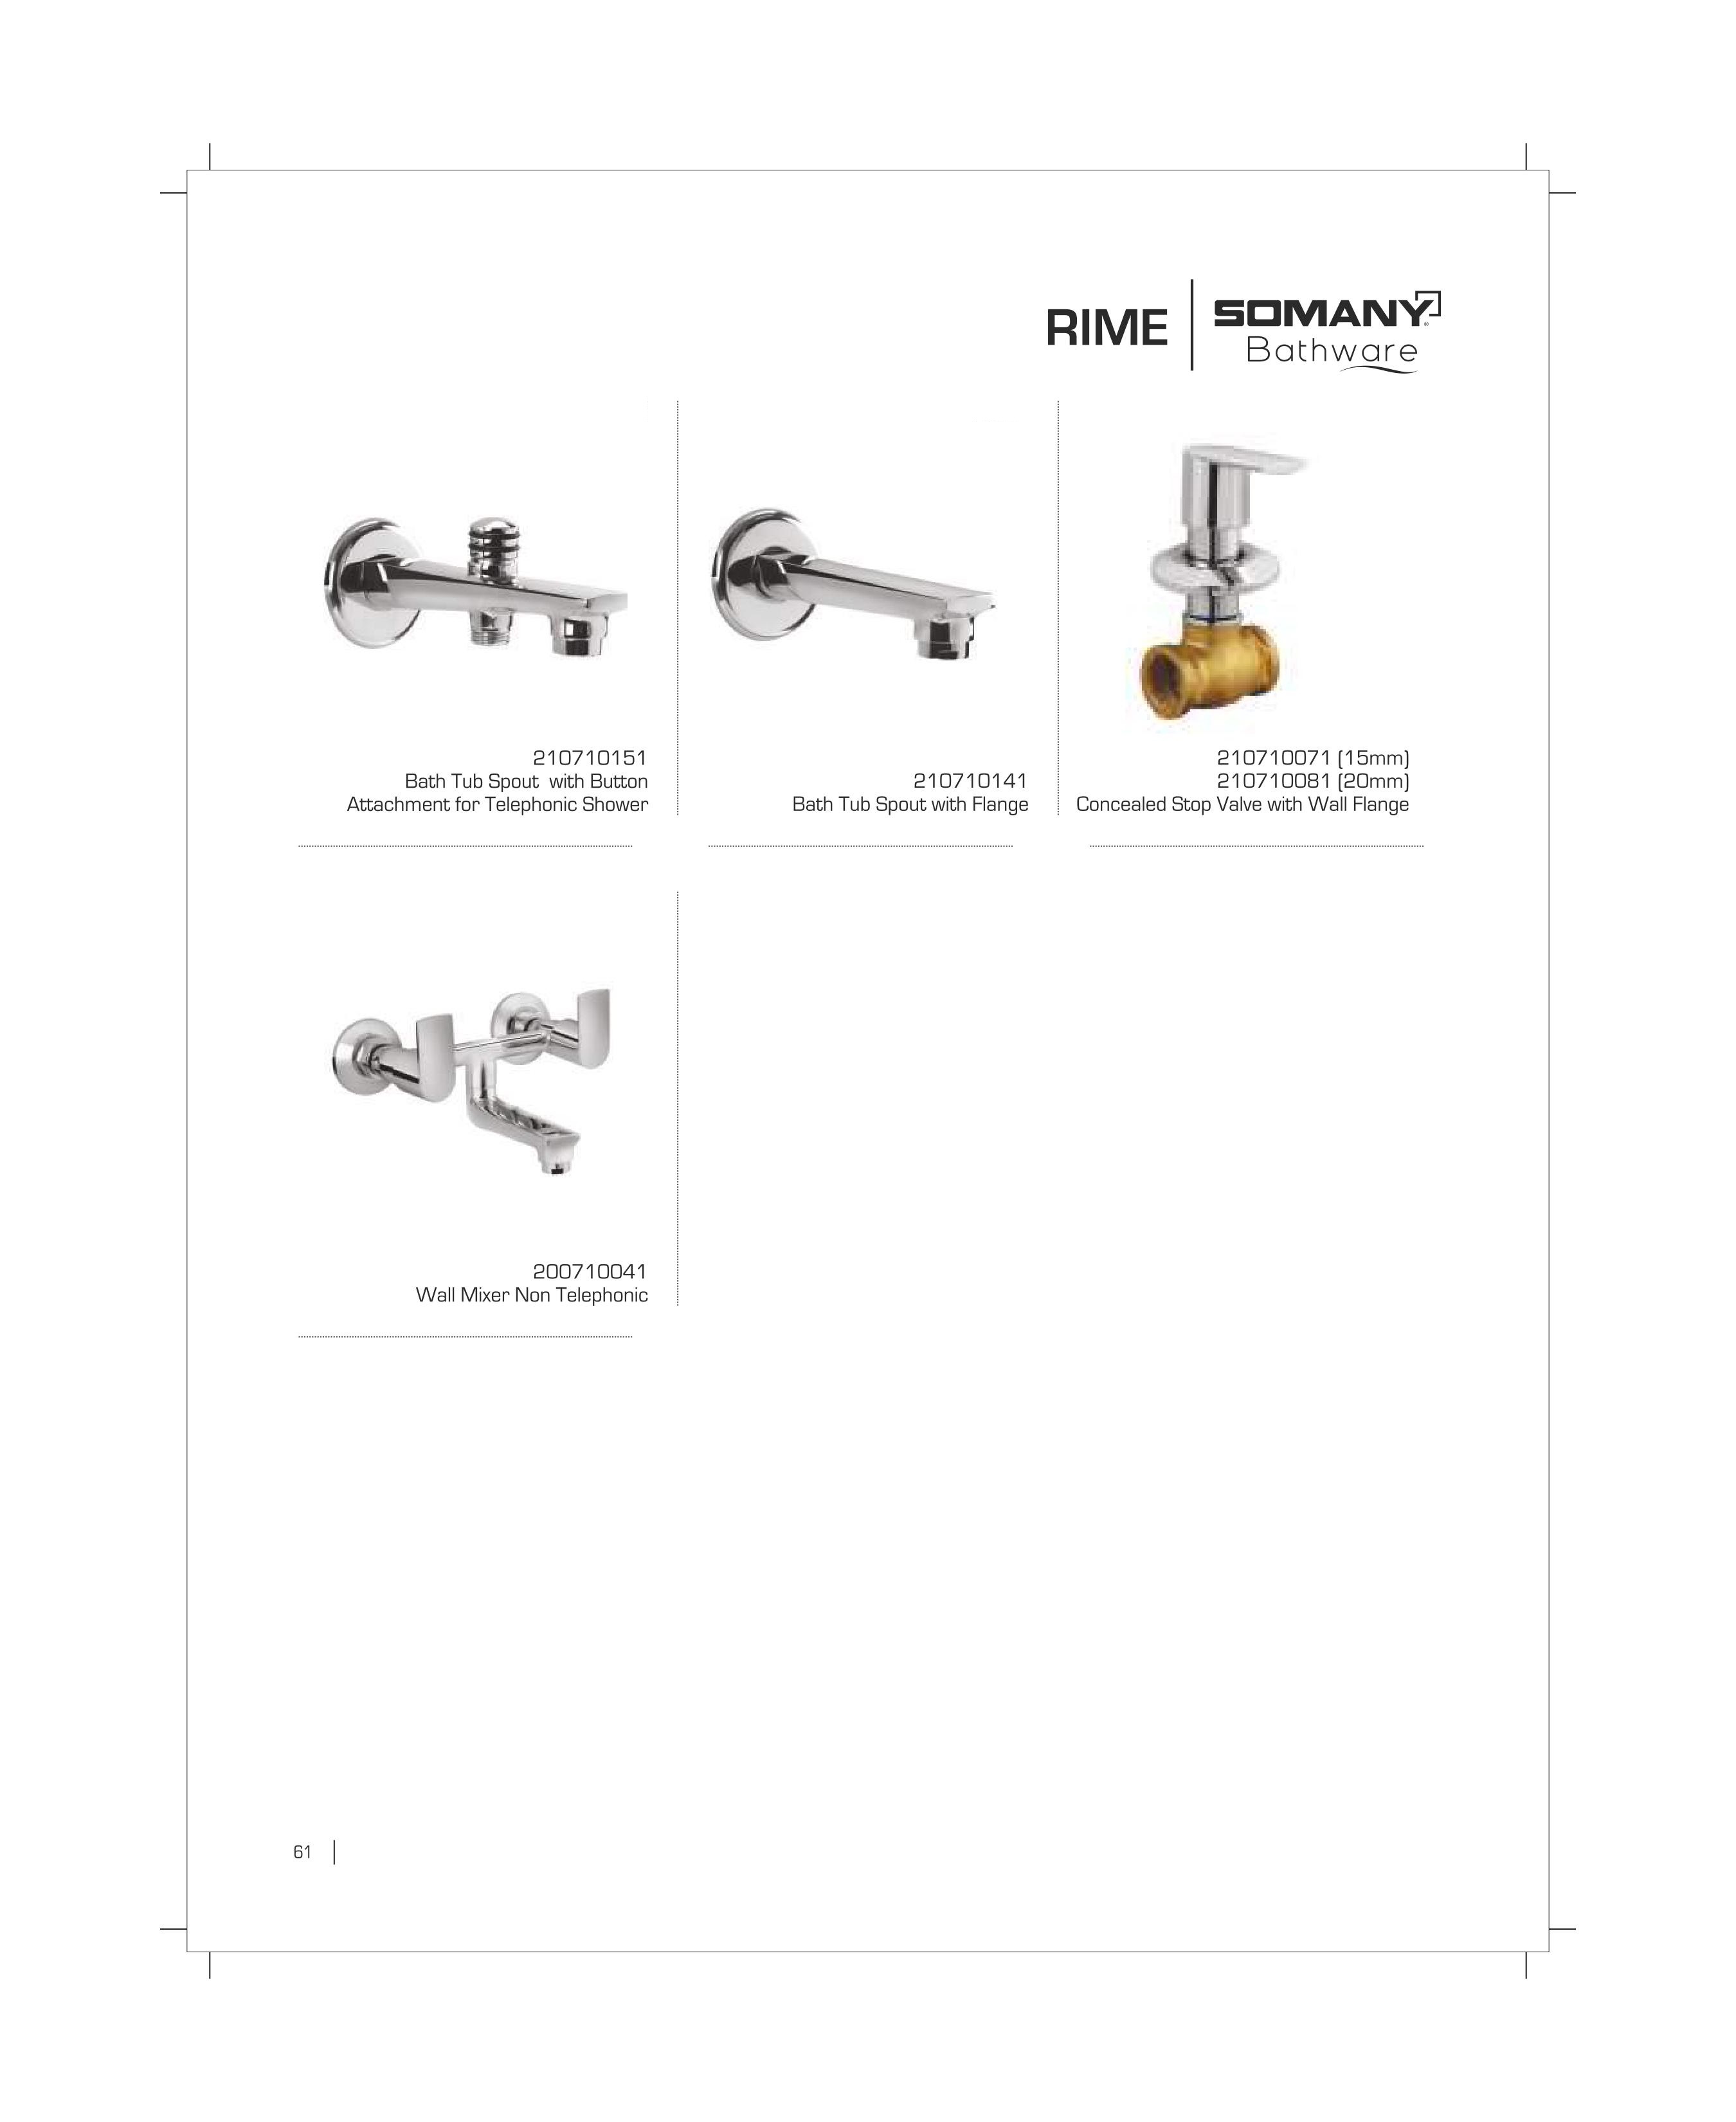 RIME
SOMANY®
Bathware
210710151
Bath Tub Spout with Button
Attachment for Telephonic Shower
210710141
Bath Tub Spout with Flange
210710071 (15mm)
210710081 (20mm)
Concealed Stop Valve with Wall Flange
200710041
Wall Mixer Non Telephonic
61